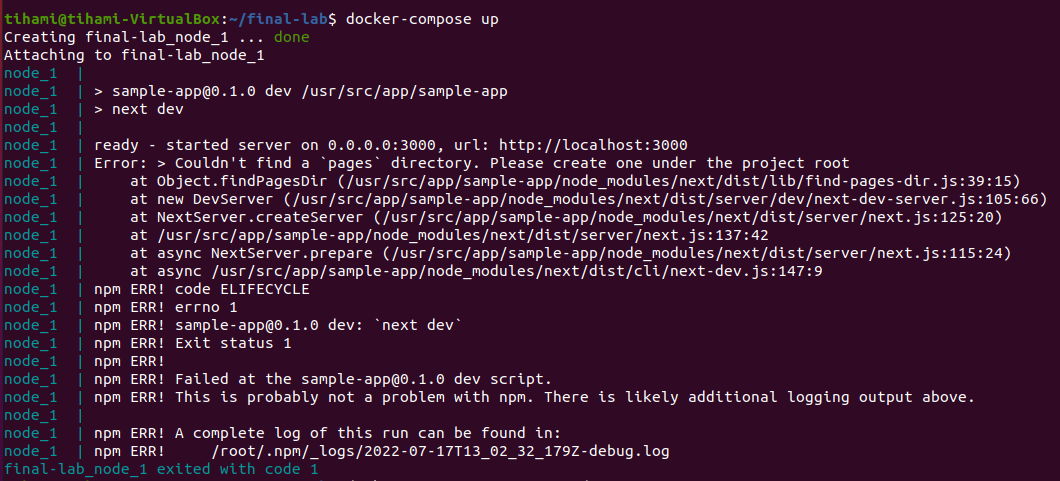 tihami@tihami-VirtualBox:~/final-lab$ docker-compose up
Creating final-lab_node_1 ... done
Attaching to final-lab_node_1
node_1  |
node_1  | > sample-app@0.1.0 dev /usr/src/app/sample-app
node_1  | > next dev
node_1  |
node_1  | ready - started server on 0.0.0.0:3000, url: http://localhost:3000
node_1  | Error: > Couldn't find a `pages` directory. Please create one under the project root
node_1  |     at Object.findPagesDir (/usr/src/app/sample-app/node_modules/next/dist/lib/find-pages-dir.js:39:15)
node_1  |     at new DevServer (/usr/src/app/sample-app/node_modules/next/dist/server/dev/next-dev-server.js:105:66)
node_1  |     at NextServer.createServer (/usr/src/app/sample-app/node_modules/next/dist/server/next.js:125:20)
node_1  |     at /usr/src/app/sample-app/node_modules/next/dist/server/next.js:137:42
node_1  |     at async NextServer.prepare (/usr/src/app/sample-app/node_modules/next/dist/server/next.js:115:24)
node_1  |     at async /usr/src/app/sample-app/node_modules/next/dist/cli/next-dev.js:147:9
node_1  | npm ERR! code ELIFECYCLE
node_1  | npm ERR! errno 1
node_1  | npm ERR! sample-app@0.1.0 dev: `next dev`
node_1  | npm ERR! Exit status 1
node_1  | npm ERR!
node_1  | npm ERR! Failed at the sample-app@0.1.0 dev script.
node_1  | npm ERR! This is probably not a problem with npm. There is likely additional logging output above.
node_1  |
node_1  | npm ERR! A complete log of this run can be found in:
node_1  | npm ERR!     /root/.npm/_logs/2022-07-17T13_02_32_179Z-debug.log
final-lab_node_1 exited with code 1